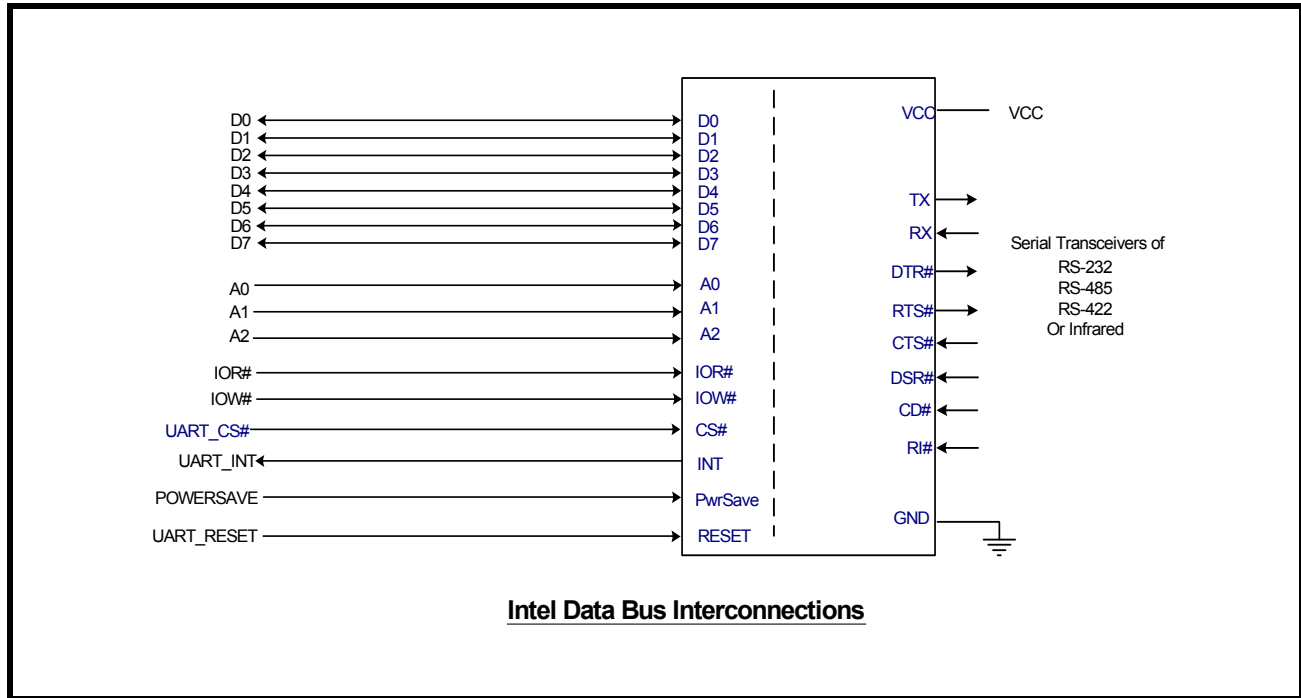 D0
D1
D2
D3
D4
D5
D6
D7
A0
A1
A2
IOR#
IOW#
UART_CS#
UART_INT
POWERSAVE
UART_RESET
D0
D1
D2
D3
D4
D5
D6
D7
A0
A1
A2
IOR#
IOW#
CS#
INT
PwrSave
RESET
VCC
TX
RX
DTR#
RTS#
CTS#
DSR#
CD#
RI#
GND
VCC
Serial Transceivers of
RS-232
RS-485
RS-422
Or Infrared
Intel Data Bus Interconnections